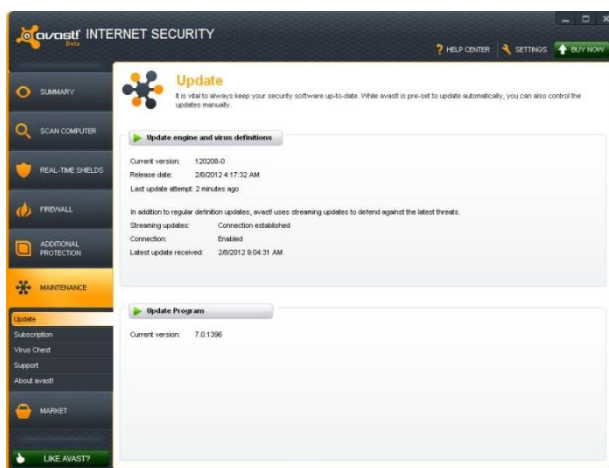 avast! INTERNET SECURITY
Beta
? HELP CENTER
SETTINGS
BUY NOW
SUMMARY
SCAN COMPUTER
REAL-TIME SHIELDS
FIREWALL
ADDITIONAL
PROTECTION
MAINTENANCE
Update
Subscription
Virus Chest
Support
About avast!
MARKET
LIKE AVAST?
Update
It is vital to always keep your security software up-to-date. While avast! is pre-set to update automatically, you can also control the
updates manually.
Update engine and virus definitions
Current version: 120208-0
Release date: 2/8/2012 4:17:32 AM
Last update attempt: 2 minutes ago
In addition to regular definition updates, avast! uses streaming updates to defend against the latest threats.
Streaming updates: Connection established
Connection: Enabled
Latest update received: 2/8/2012 9:04:31 AM
Update Program
Current version: 7.0.1396